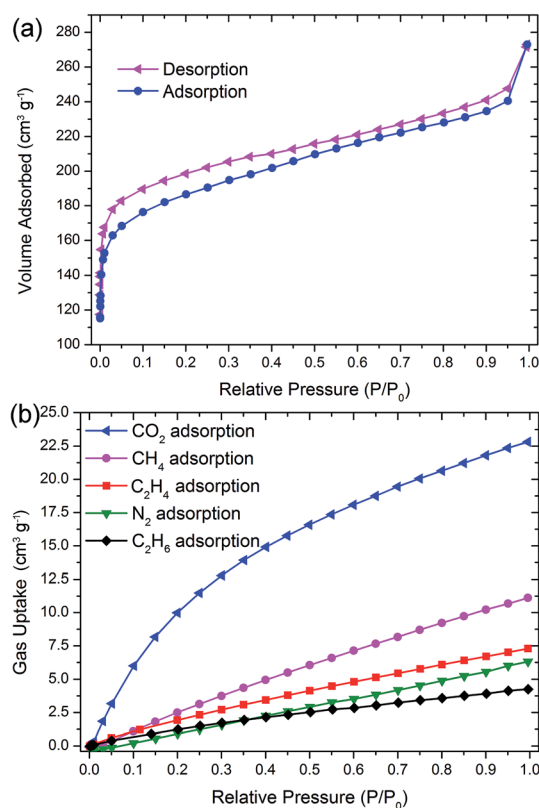 (a)
280
260
240
220
200
180
160
140
120
100
Volume Adsorbed (cm³ g⁻¹)
Desorption
Adsorption
0.0 0.1 0.2 0.3 0.4 0.5 0.6 0.7 0.8 0.9 1.0
Relative Pressure (P/P₀)
(b)
25.0
22.5
20.0
17.5
15.0
12.5
10.0
7.5
5.0
2.5
0.0
Gas Uptake (cm³ g⁻¹)
CO₂ adsorption
CH₄ adsorption
C₂H₄ adsorption
N₂ adsorption
C₂H₆ adsorption
0.0 0.1 0.2 0.3 0.4 0.5 0.6 0.7 0.8 0.9 1.0
Relative Pressure (P/P₀)